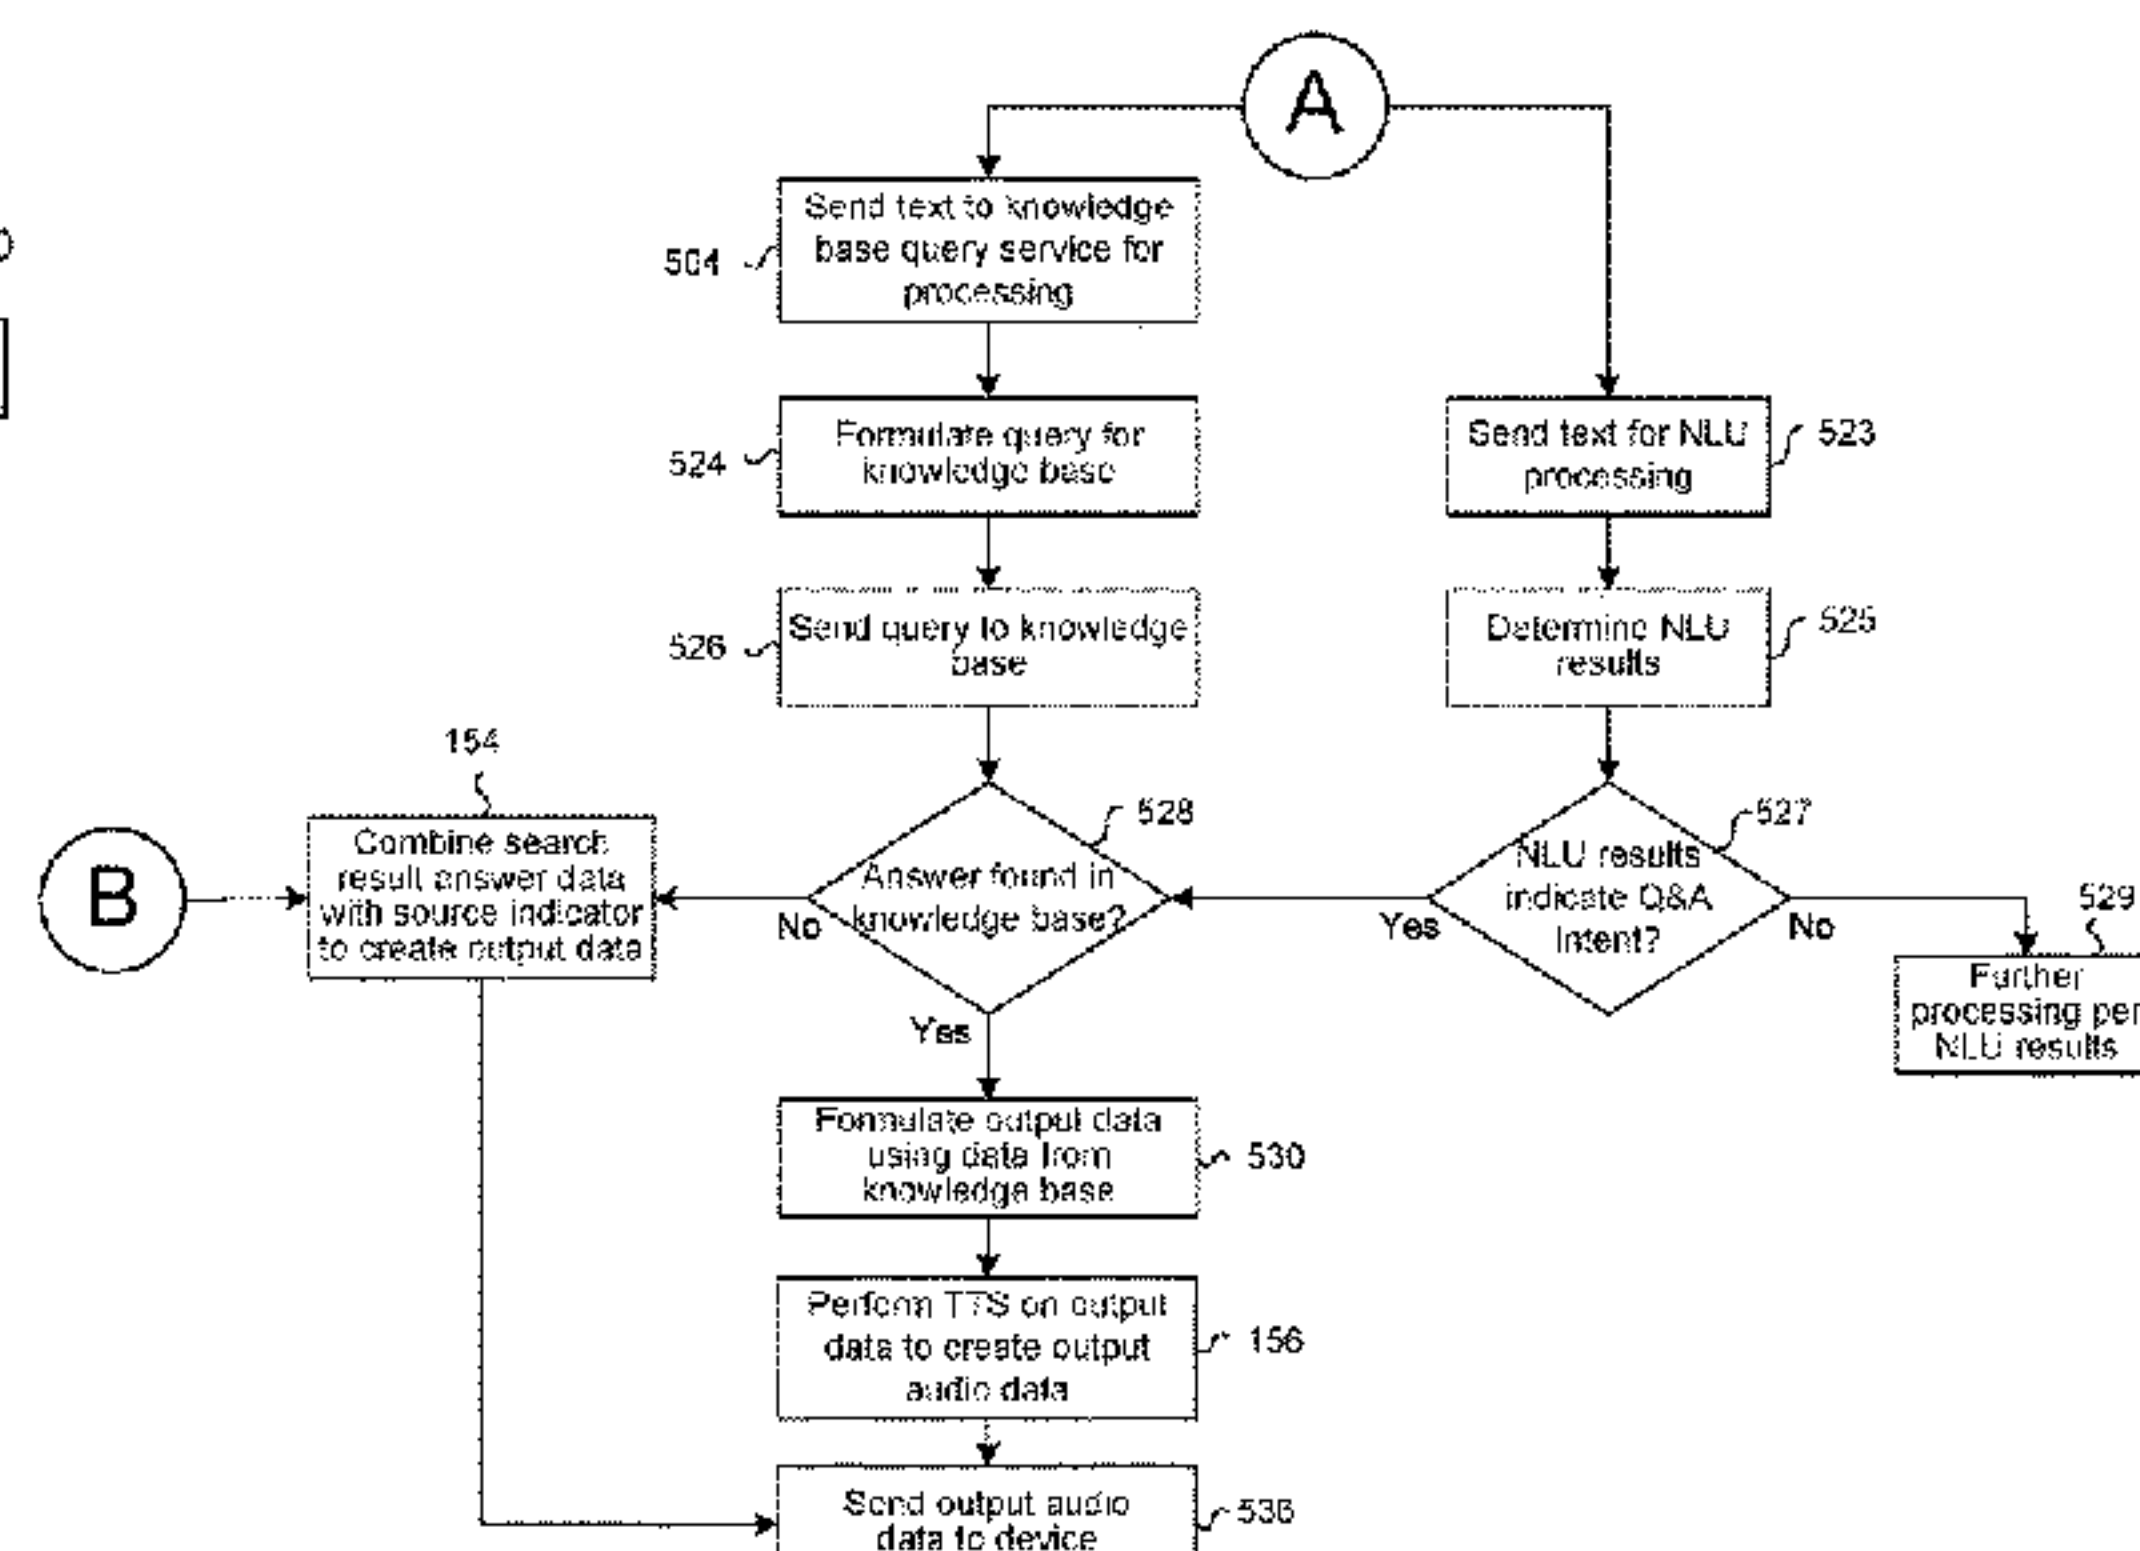 A
Send text to knowledge
base query service for
processing
504
Formulate query for
knowledge base
524
Send text for NLU
processing
523
Send query to knowledge
base
526
Determine NLU
results
525
154
Combine search
result answer data
with source indicator
to create output data
B
528
Answer found in
knowledge base?
No
Yes
527
NLU results
indicate Q&A
Intent?
Yes
No
529
Further
processing per
NLU results
Formulate output data
using data from
knowledge base
530
Perform TTS on output
data to create output
audio data
156
Send output audio
data to device
536